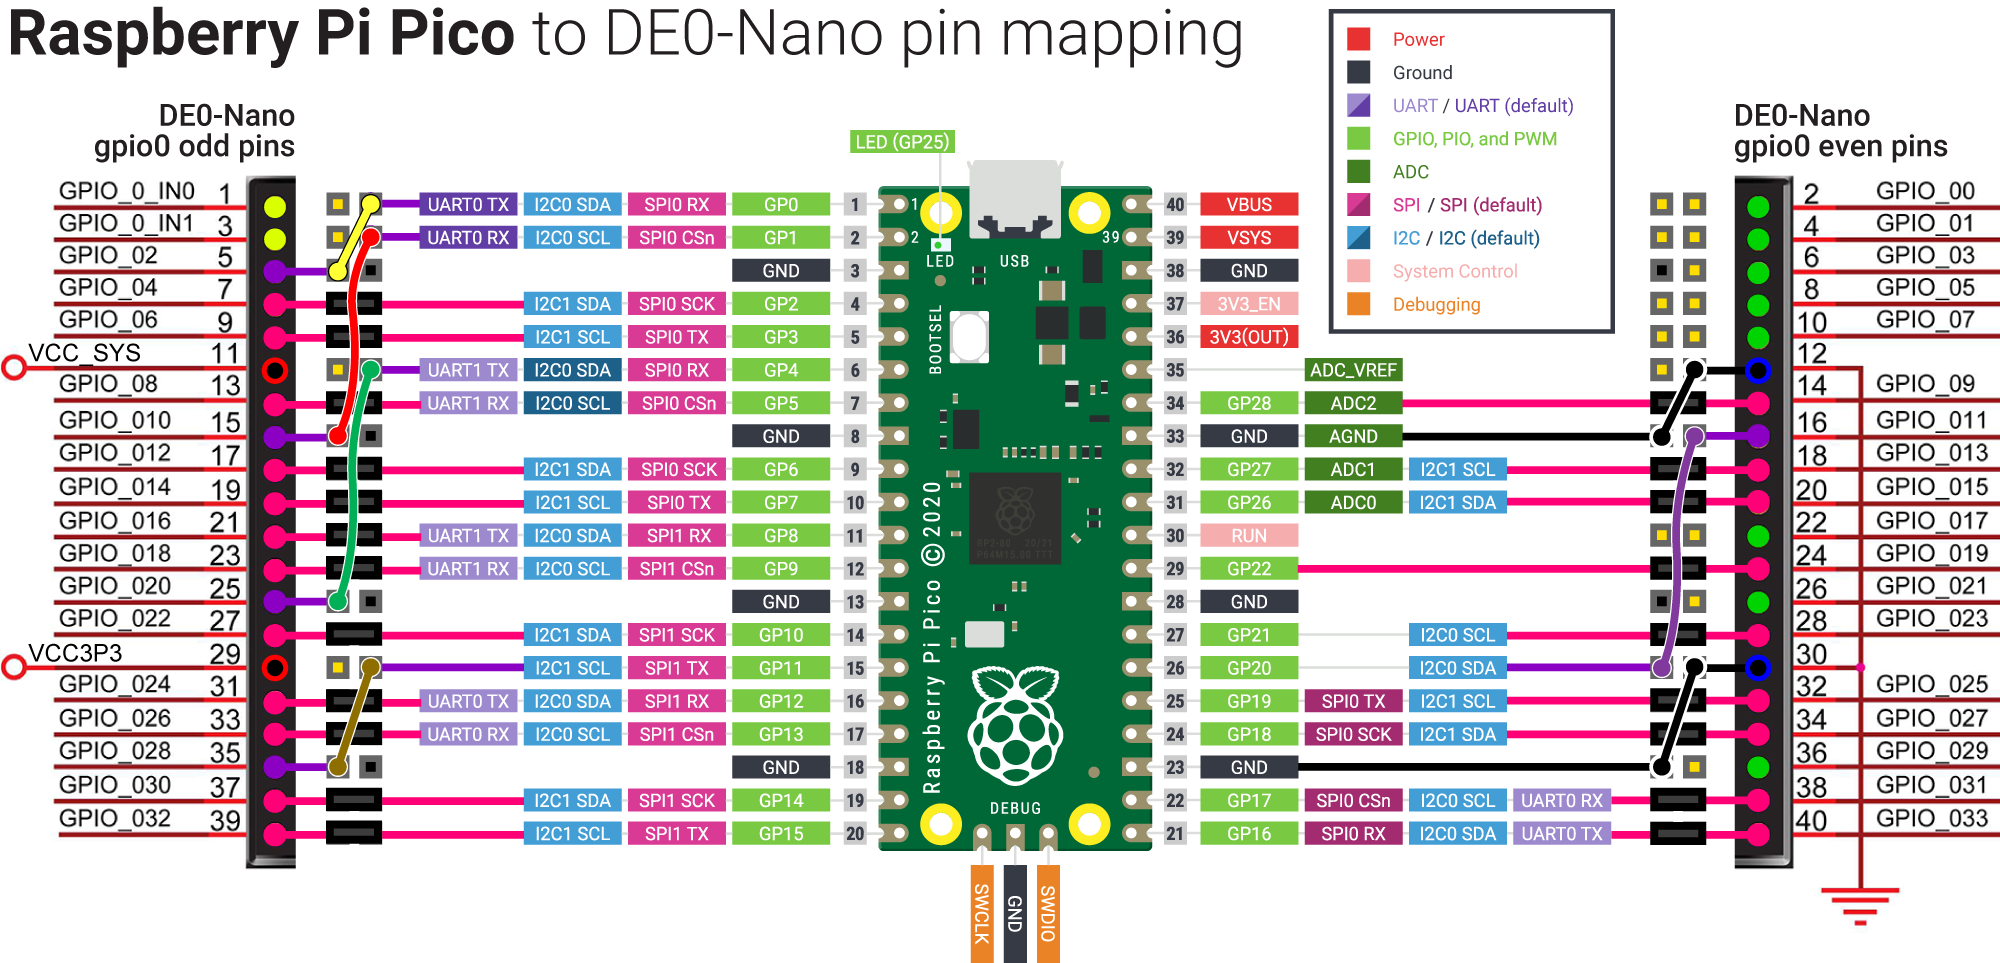 Raspberry Pi Pico to DE0-Nano pin mapping
Power
Ground
UART / UART (default)
GPIO, PIO, and PWM
ADC
SPI / SPI (default)
I2C / I2C (default)
System Control
Debugging
DE0-Nano
gpio0 odd pins
DE0-Nano
gpio0 even pins
LED (GP25)
GPIO_0_IN0 1 UART0 TX I2C0 SDA SPI0 RX GP0 1 1 40 VBUS 2 GPIO_00
GPIO_0_IN1 3 UART0 RX I2C0 SCL SPI0 CSn GP1 2 2 39 39 VSYS 4 GPIO_01
LED USB
GPIO_02 5 GND 3 38 GND 6 GPIO_03
GPIO_04 7 I2C1 SDA SPI0 SCK GP2 4 37 3V3_EN 8 GPIO_05
BOOTSEL
GPIO_06 9 I2C1 SCL SPI0 TX GP3 5 36 3V3(OUT) 10 GPIO_07
VCC_SYS 11 UART1 TX I2C0 SDA SPI0 RX GP4 6 35 ADC_VREF 12
GPIO_08 13 UART1 RX I2C0 SCL SPI0 CSn GP5 7 34 GP28 ADC2 14 GPIO_09
GPIO_010 15 GND 8 33 GND AGND 16 GPIO_011
GPIO_012 17 I2C1 SDA SPI0 SCK GP6 9 32 GP27 ADC1 I2C1 SCL 18 GPIO_013
GPIO_014 19 I2C1 SCL SPI0 TX GP7 10 31 GP26 ADC0 I2C1 SDA 20 GPIO_015
GPIO_016 21 UART1 TX I2C0 SDA SPI1 RX GP8 11 30 RUN 22 GPIO_017
GPIO_018 23 UART1 RX I2C0 SCL SPI1 CSn GP9 12 29 GP22 24 GPIO_019
GPIO_020 25 GND 13 28 GND 26 GPIO_021
GPIO_022 27 I2C1 SDA SPI1 SCK GP10 14 27 GP21 I2C0 SCL 28 GPIO_023
VCC3P3 29 I2C1 SCL SPI1 TX GP11 15 26 GP20 I2C0 SDA 30
GPIO_024 31 UART0 TX I2C0 SDA SPI1 RX GP12 16 25 GP19 SPI0 TX I2C1 SCL 32 GPIO_025
GPIO_026 33 UART0 RX I2C0 SCL SPI1 CSn GP13 17 24 GP18 SPI0 SCK I2C1 SDA 34 GPIO_027
GPIO_028 35 GND 18 23 GND 36 GPIO_029
GPIO_030 37 I2C1 SDA SPI1 SCK GP14 19 22 GP17 SPI0 CSn I2C0 SCL UART0 RX 38 GPIO_031
GPIO_032 39 I2C1 SCL SPI1 TX GP15 20 21 GP16 SPI0 RX I2C0 SDA UART0 TX 40 GPIO_033
Raspberry Pi Pico ©2020
DEBUG
SWCLK
GND
SWDIO